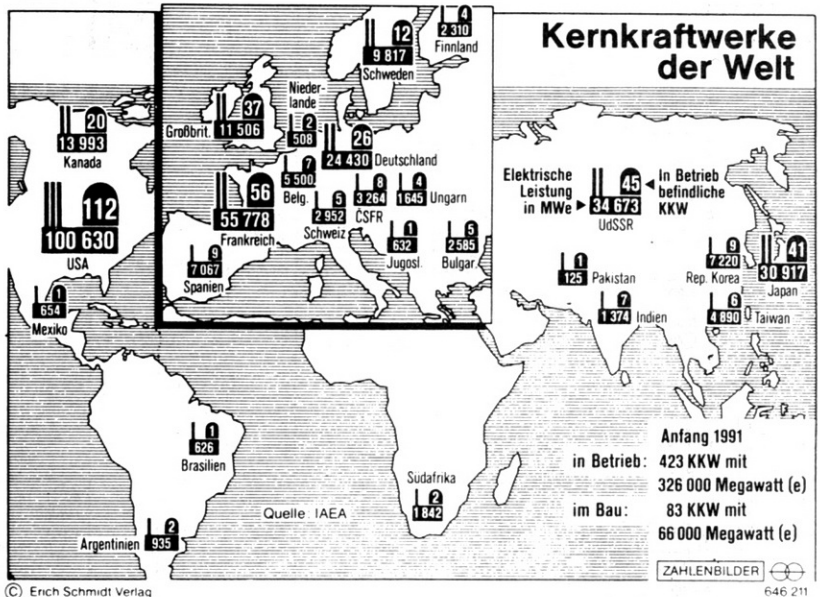 Kernkraftwerke
der Welt
4
2 310
Finnland
12
9 817
Schweden
Nieder-
lande
2
508
37
11 506
Großbrit.
26
24 430
Deutschland
7
5 500
Belg.
8
3 264
ČSFR
4
1 645
Ungarn
56
55 778
Frankreich
5
2 952
Schweiz
1
632
Jugosl.
5
2 585
Bulgar.
9
7 067
Spanien
20
13 993
Kanada
112
100 630
USA
1
654
Mexiko
Elektrische
Leistung
in MWe
45
34 673
UdSSR
In Betrieb
befindliche
KKW
1
125
Pakistan
9
7 220
Rep. Korea
41
30 917
Japan
7
1 374
Indien
6
4 890
Taiwan
1
626
Brasilien
2
935
Argentinien
Südafrika
2
1 842
Quelle: IAEA
Anfang 1991
in Betrieb: 423 KKW mit
326 000 Megawatt (e)
im Bau: 83 KKW mit
66 000 Megawatt (e)
ZAHLENBILDER
© Erich Schmidt Verlag
646 211